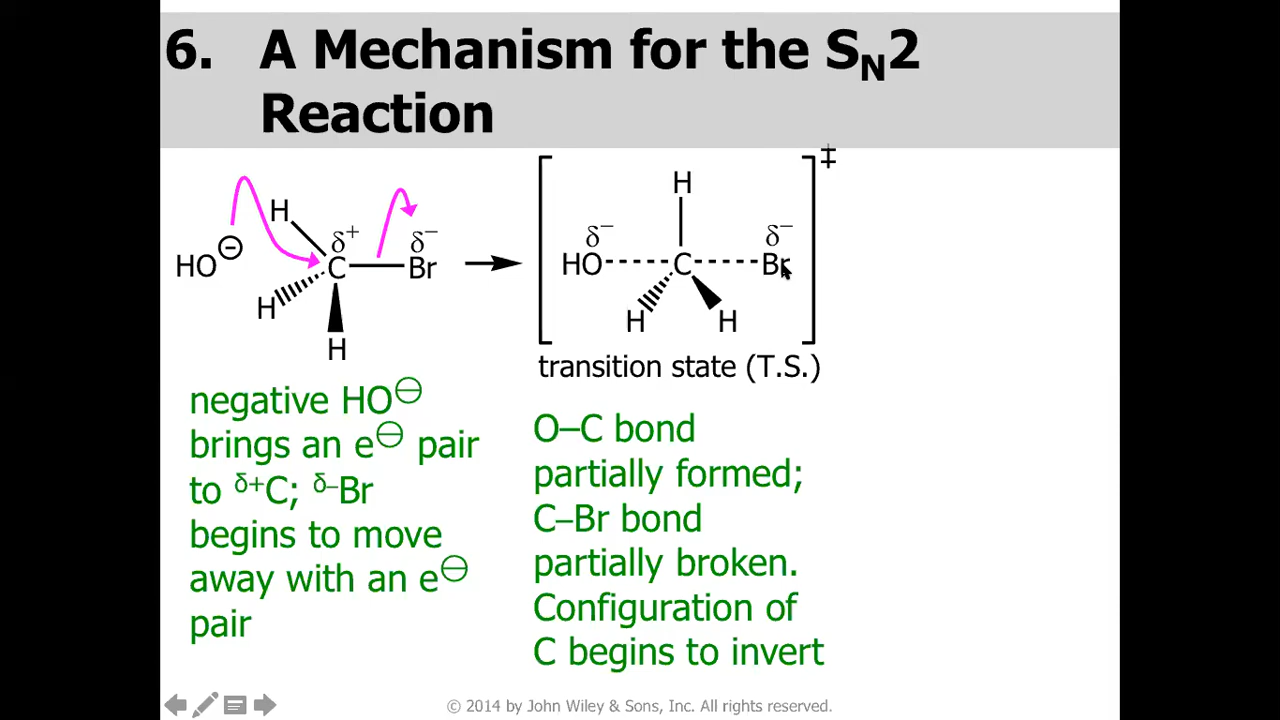 6. A Mechanism for the SN2
Reaction
‡
H H
δ+ δ− δ− δ−
HO⊖ C Br HO C Br
H H H
H
transition state (T.S.)
negative HO⊖
brings an e⊖ pair
to δ+C; δ–Br
begins to move
away with an e⊖
pair
O–C bond
partially formed;
C–Br bond
partially broken.
Configuration of
C begins to invert
© 2014 by John Wiley & Sons, Inc. All rights reserved.